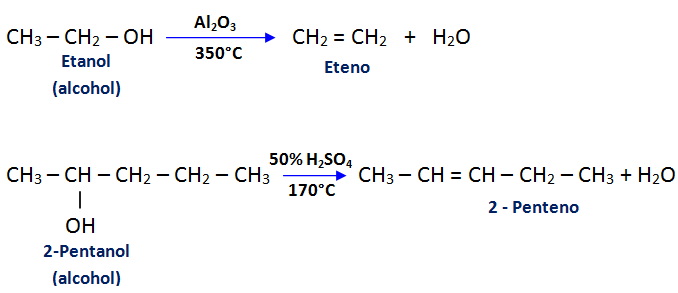 Al₂O₃
CH₃ – CH₂ – OH → CH₂ = CH₂ + H₂O
350°C
Etanol
Eteno
(alcohol)
50% H₂SO₄
CH₃ – CH – CH₂ – CH₂ – CH₃ → CH₃ – CH = CH – CH₂ – CH₃ + H₂O
170°C
|
2 - Penteno
OH
2-Pentanol
(alcohol)